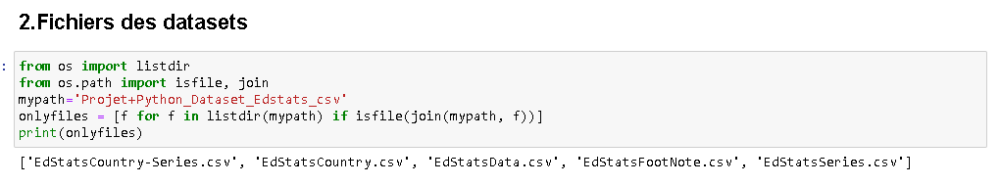 2.Fichiers des datasets
:
from os import listdir
from os.path import isfile, join
mypath='Projet+Python_Dataset_Edstats_csv'
onlyfiles = [f for f in listdir(mypath) if isfile(join(mypath, f))]
print(onlyfiles)
['EdStatsCountry-Series.csv', 'EdStatsCountry.csv', 'EdStatsData.csv', 'EdStatsFootNote.csv', 'EdStatsSeries.csv']